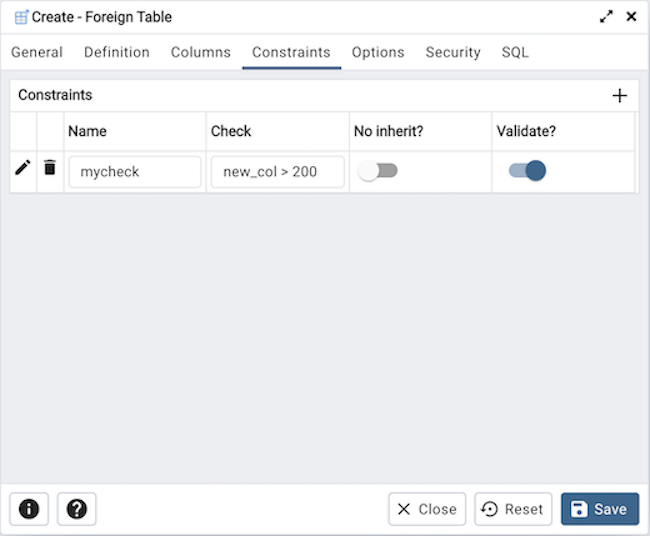 Create - Foreign Table
General Definition Columns Constraints Options Security SQL
Constraints
Name Check No inherit? Validate?
mycheck new_col > 200
Close Reset Save